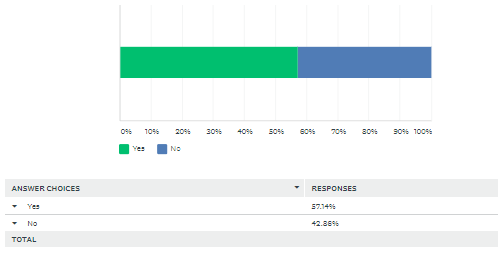 0% 10% 20% 30% 40% 50% 60% 70% 80% 90% 100%
Yes No
ANSWER CHOICES RESPONSES
Yes 57.14%
No 42.86%
TOTAL